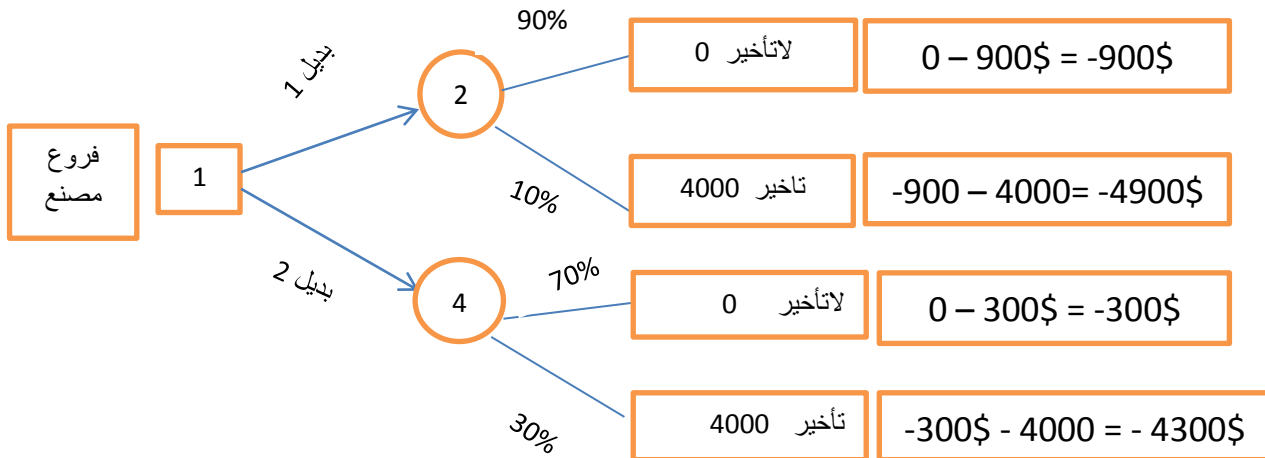 90%
بديل 1
2
لاتأخير 0
0 – 900$ = -900$
فروع
مصنع
1
10%
تاخير 4000
-900 – 4000= -4900$
بديل 2
70%
4
لاتأخير 0
0 – 300$ = -300$
30%
تأخير 4000
-300$ - 4000 = - 4300$